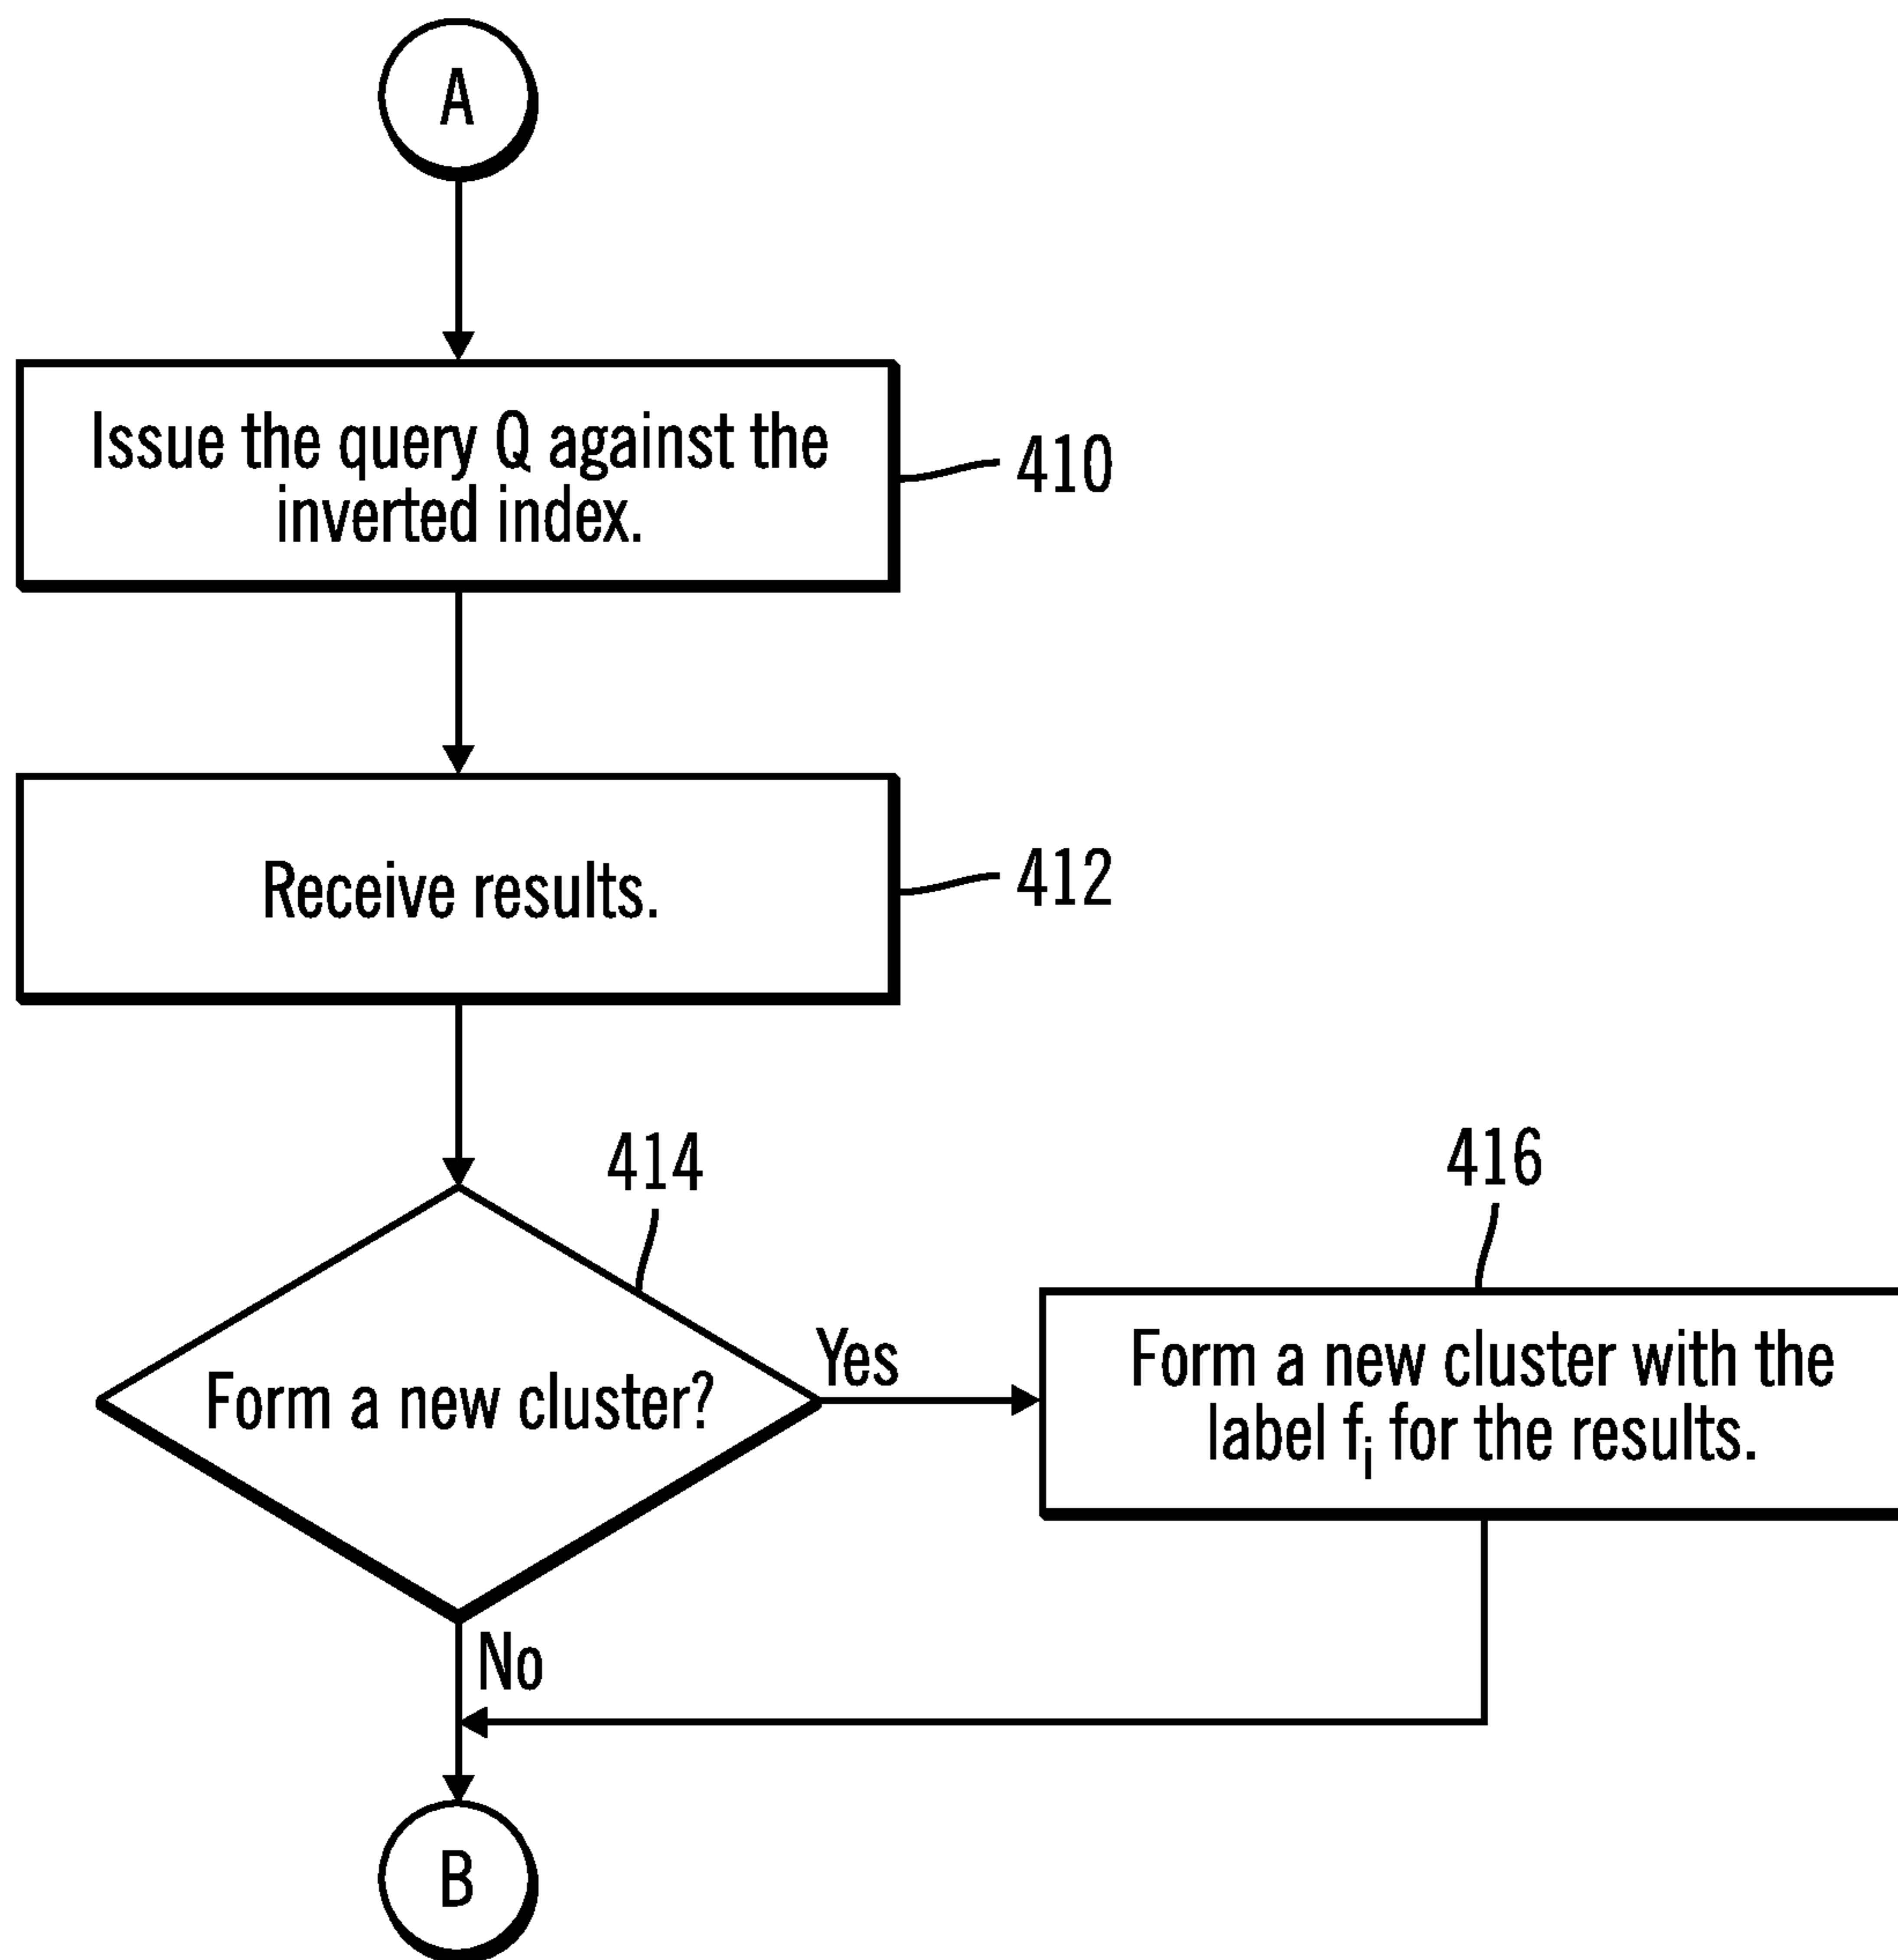 A
Issue the query Q against the
inverted index.
410
Receive results.
412
414
Form a new cluster?
Yes
416
Form a new cluster with the
label fi for the results.
No
B